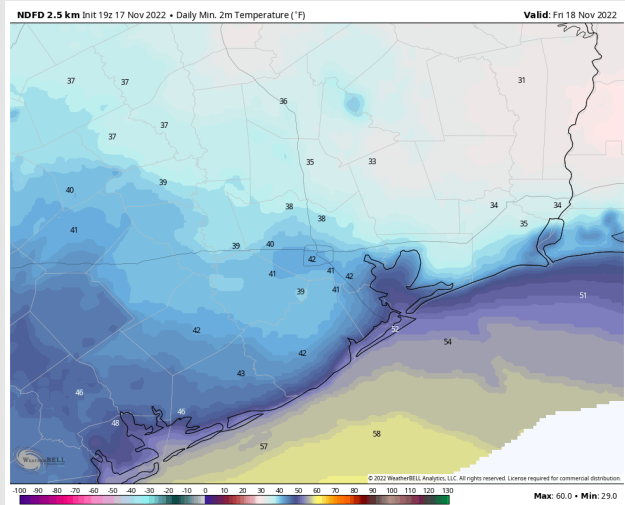 NDFD 2.5 km Init 19z 17 Nov 2022 • Daily Min. 2m Temperature (°F) Valid: Fri 18 Nov 2022
37 37 31
36
37
37
35 33
39
40
38 34 34
38 35
41
39 40
42
41 41 42
39 41
51
42 52
54
42
43
46
46
48
58
57
WEATHERBELL
© 2022 WeatherBELL Analytics, LLC. All rights reserved. License required for commercial distribution.
-100 -90 -80 -70 -60 -50 -40 -30 -20 -10 0 10 20 30 40 50 60 70 80 90 100 110 120 130
Max: 60.0 • Min: 29.0